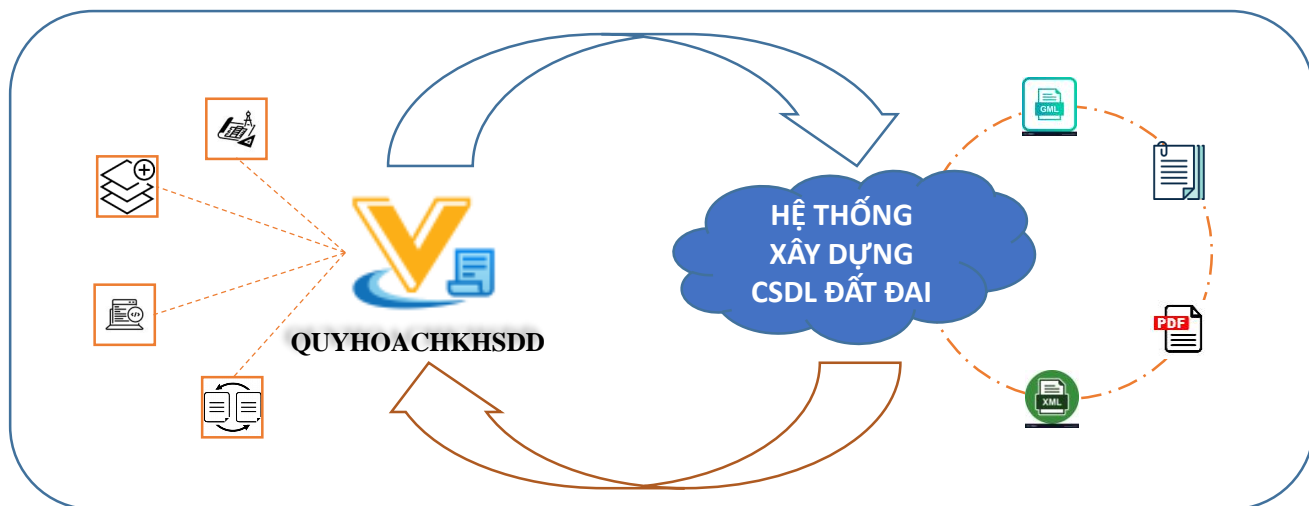 GML
HỆ THỐNG
XÂY DỰNG
CSDL ĐẤT ĐAI
QUYHOACHKHSDD
PDF
XML